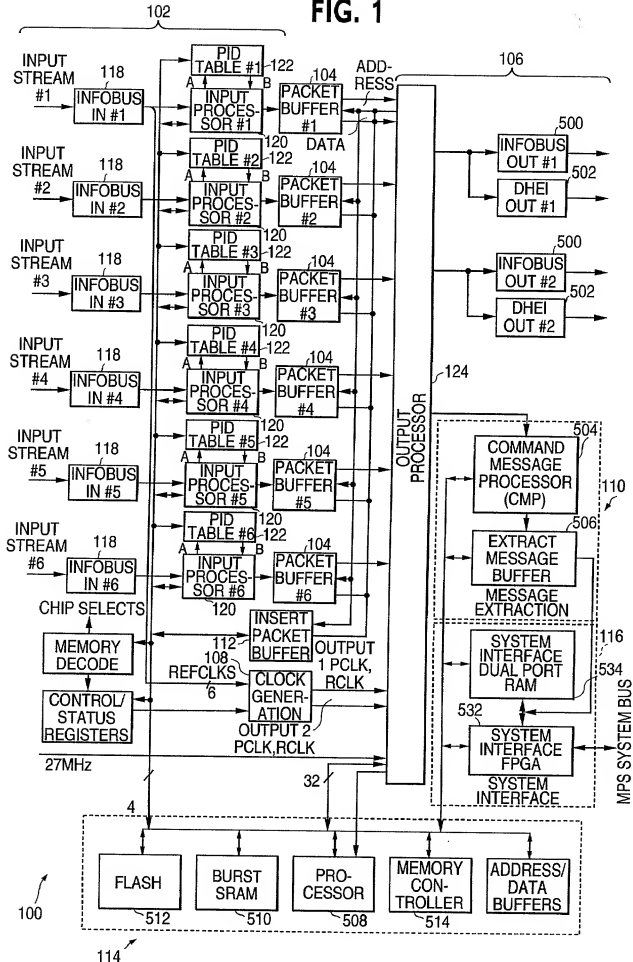 FIG. 1
102
106
INPUT
STREAM
#1
118
INFOBUS
IN #1
PID
TABLE #1
122
A
B
INPUT
PROCES-
SOR #1
120
104
PACKET
BUFFER
#1
ADD-
RESS
DATA
INPUT
STREAM
#2
118
INFOBUS
IN #2
PID
TABLE #2
122
A
B
INPUT
PROCES-
SOR #2
120
104
PACKET
BUFFER
#2
INPUT
STREAM
#3
118
INFOBUS
IN #3
PID
TABLE #3
122
A
B
INPUT
PROCES-
SOR #3
120
104
PACKET
BUFFER
#3
INPUT
STREAM
#4
118
INFOBUS
IN #4
PID
TABLE #4
122
A
B
INPUT
PROCES-
SOR #4
120
104
PACKET
BUFFER
#4
INPUT
STREAM
#5
118
INFOBUS
IN #5
PID
TABLE #5
122
A
B
INPUT
PROCES-
SOR #5
120
104
PACKET
BUFFER
#5
INPUT
STREAM
#6
118
INFOBUS
IN #6
PID
TABLE #6
122
A
B
INPUT
PROCES-
SOR #6
120
104
PACKET
BUFFER
#6
OUTPUT
PROCESSOR
124
500
INFOBUS
OUT #1
502
DHEI
OUT #1
500
INFOBUS
OUT #2
502
DHEI
OUT #2
504
COMMAND
MESSAGE
PROCESSOR
(CMP)
110
506
EXTRACT
MESSAGE
BUFFER
MESSAGE
EXTRACTION
CHIP SELECTS
MEMORY
DECODE
CONTROL/
STATUS
REGISTERS
INSERT
PACKET
BUFFER
112
108
REFCLKS
6
CLOCK
GENER-
ATION
OUTPUT
1 PCLK,
RCLK
OUTPUT 2
PCLK,RCLK
27MHz
32
116
SYSTEM
INTERFACE
DUAL PORT
RAM
534
532
SYSTEM
INTERFACE
FPGA
SYSTEM
INTERFACE
MPS SYSTEM BUS
4
FLASH
512
BURST
SRAM
510
PRO-
CESSOR
508
MEMORY
CON-
TROLLER
514
ADDRESS/
DATA
BUFFERS
100
114